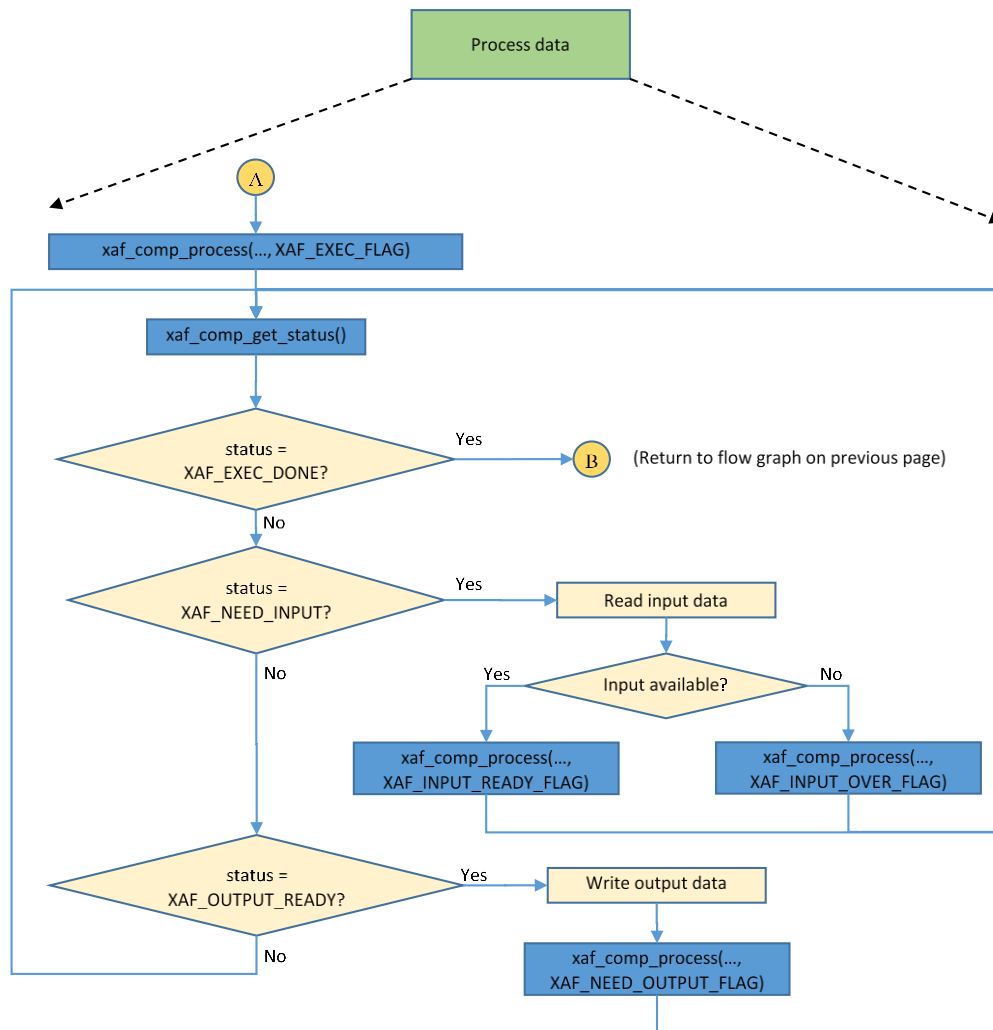 Process data
A
xaf_comp_process(..., XAF_EXEC_FLAG)
xaf_comp_get_status()
status =
XAF_EXEC_DONE?
Yes
B
(Return to flow graph on previous page)
No
status =
XAF_NEED_INPUT?
Yes
Read input data
No
Yes
Input available?
No
xaf_comp_process(...,
XAF_INPUT_READY_FLAG)
xaf_comp_process(...,
XAF_INPUT_OVER_FLAG)
status =
XAF_OUTPUT_READY?
Yes
Write output data
No
xaf_comp_process(...,
XAF_NEED_OUTPUT_FLAG)